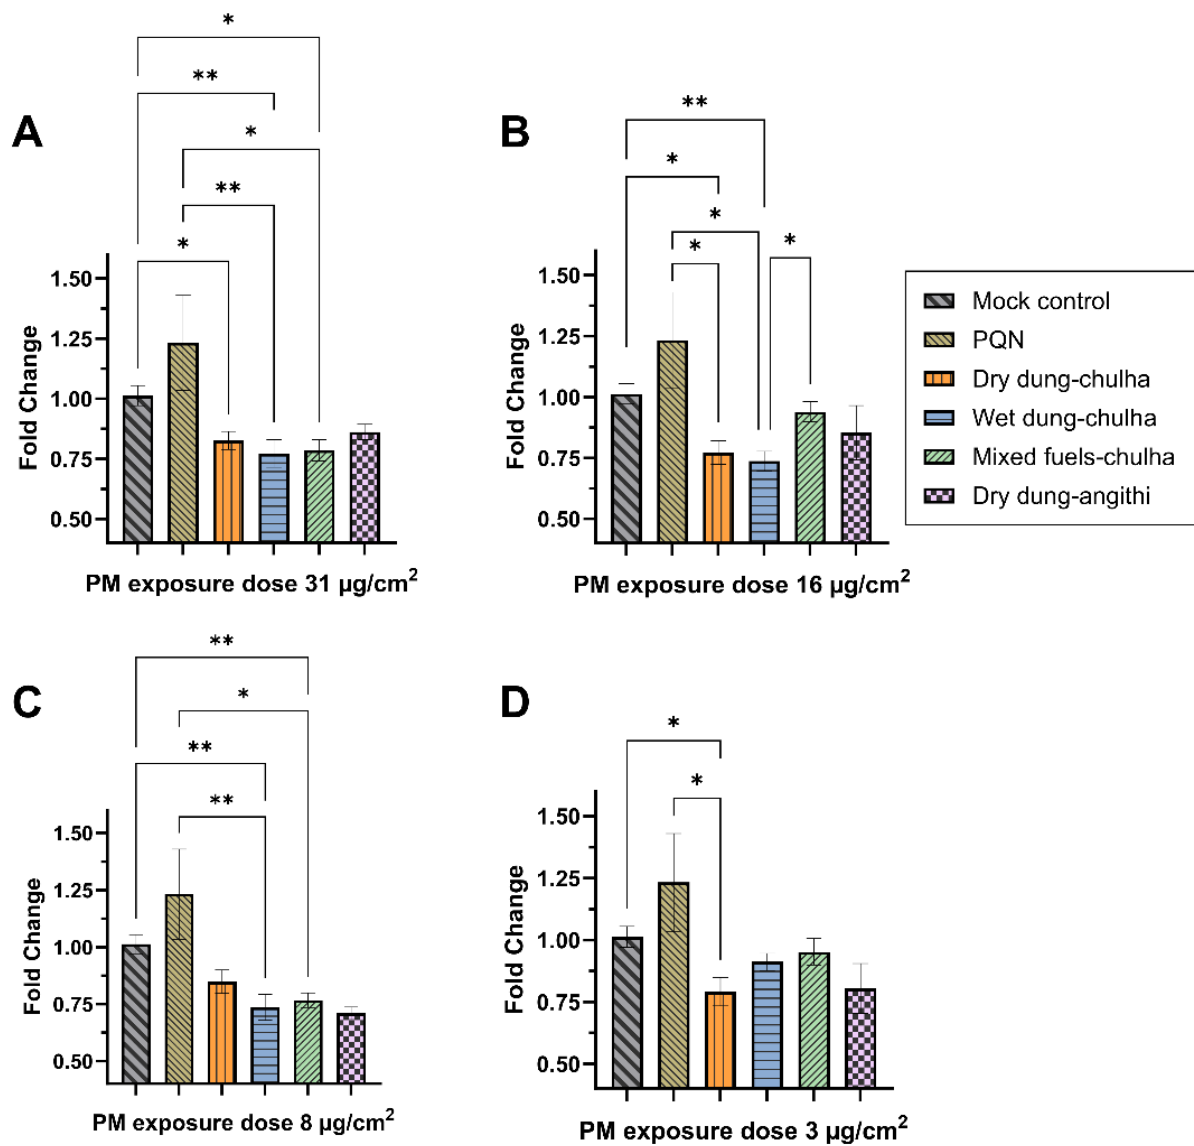 A
*
**
*
**
*
Fold Change
1.50
1.25
1.00
0.75
0.50
PM exposure dose 31 µg/cm²
B
**
*
*
*
*
Fold Change
1.50
1.25
1.00
0.75
0.50
PM exposure dose 16 µg/cm²
Mock control
PQN
Dry dung-chulha
Wet dung-chulha
Mixed fuels-chulha
Dry dung-angithi
C
**
*
**
**
Fold Change
1.50
1.25
1.00
0.75
0.50
PM exposure dose 8 µg/cm²
D
*
*
Fold Change
1.50
1.25
1.00
0.75
0.50
PM exposure dose 3 µg/cm²